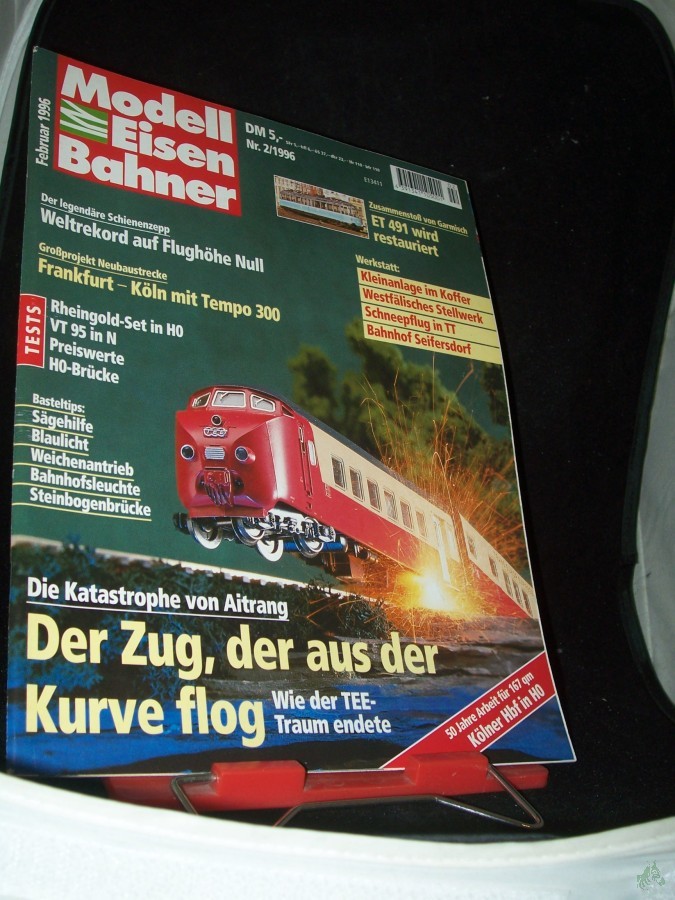 Februar 1996
Modell
Eisen
Bahner
DM 5,-
Nr. 2/1996
Der legendäre Schienenzepp
Weltrekord auf Flughöhe Null
Großprojekt Neubaustrecke
Frankfurt – Köln mit Tempo 300
Zusammenstoß von Garmisch
ET 491 wird
restauriert
Werkstatt:
Kleinanlage im Koffer
Westfälisches Stellwerk
Schneepflug in TT
Bahnhof Seifersdorf
TESTS
Rheingold-Set in H0
VT 95 in N
Preiswerte
H0-Brücke
Basteltips:
Sägehilfe
Blaulicht
Weichenantrieb
Bahnhofsleuchte
Steinbogenbrücke
Die Katastrophe von Aitrang
Der Zug, der aus der
Kurve flog
Wie der TEE-
Traum endete
50 Jahre Arbeit für 167 qm
Kölner Hbf in H0